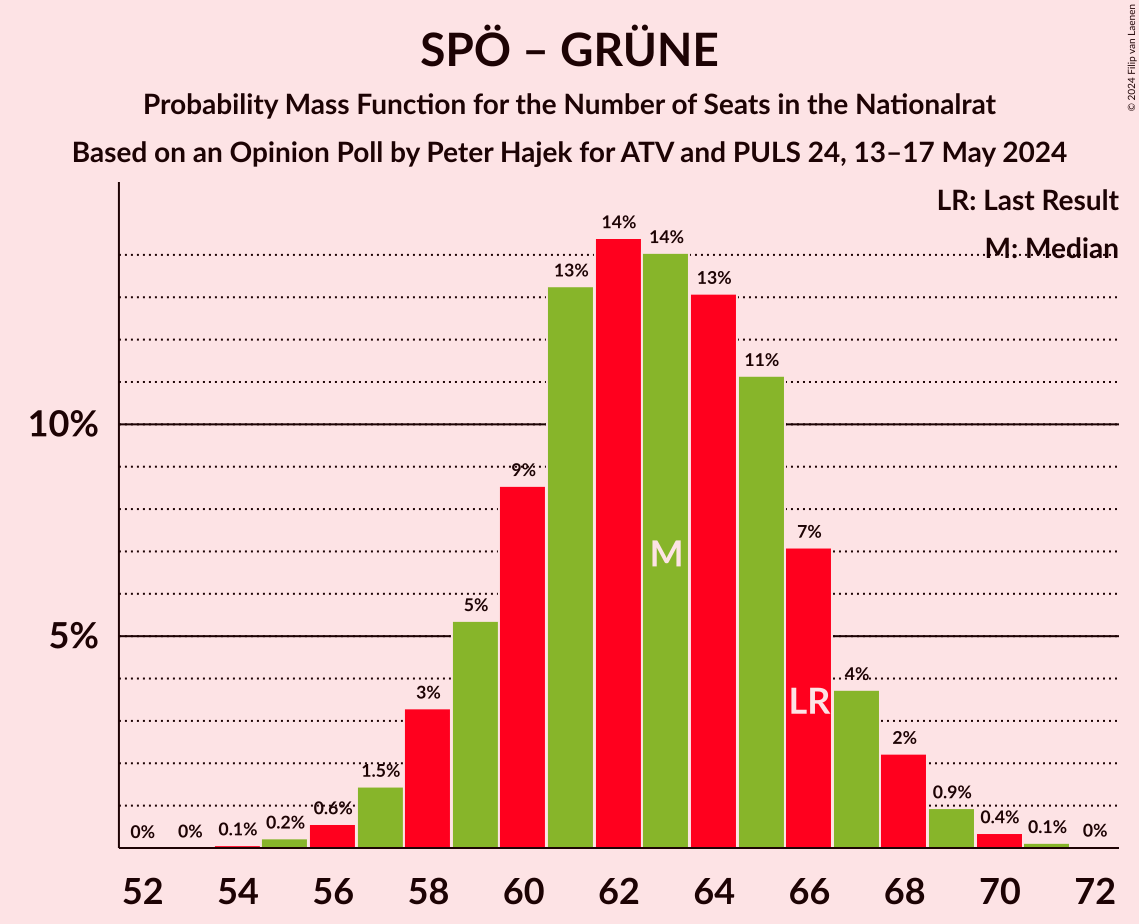 SPÖ – GRÜNE
Probability Mass Function for the Number of Seats in the Nationalrat
Based on an Opinion Poll by Peter Hajek for ATV and PULS 24, 13–17 May 2024
© 2024 Filip van Laenen
LR: Last Result
M: Median
10%
5%
0% 0% 0.1% 0.2% 0.6% 1.5% 3% 5% 9% 13% 14% 14% 13% 11% 7% 4% 2% 0.9% 0.4% 0.1% 0%
M
LR
52 54 56 58 60 62 64 66 68 70 72